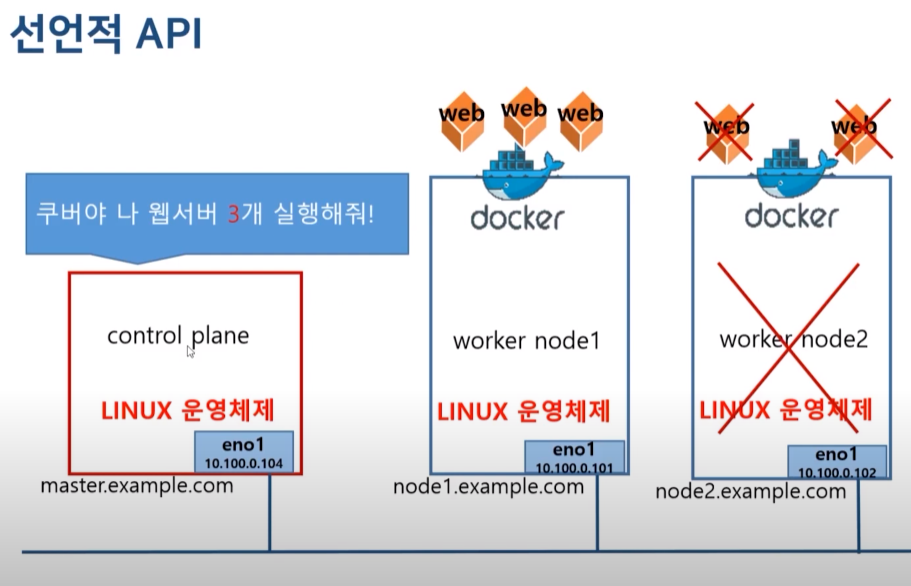 선언적 API
web web web
web web
docker
docker
쿠버야 나 웹서버 3개 실행해줘!
control plane
worker node1
worker node2
LINUX 운영체제
LINUX 운영체제
LINUX 운영체제
eno1
10.100.0.104
eno1
10.100.0.101
eno1
10.100.0.102
master.example.com
node1.example.com
node2.example.com